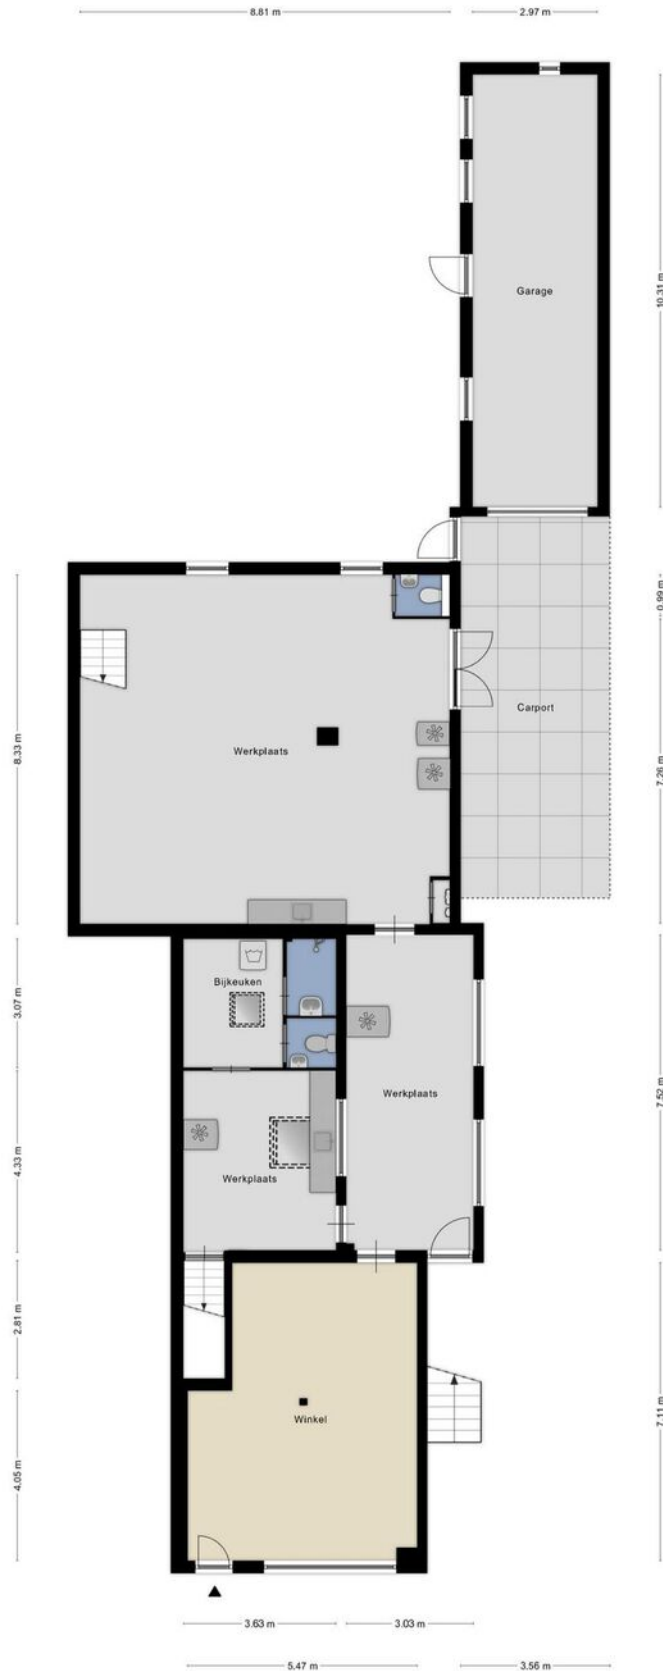 8.81 m
2.97 m
Garage
10.31 m
0.99 m
Carport
8.33 m
Werkplaats
7.26 m
Bijkeuken
3.07 m
Werkplaats
7.52 m
4.33 m
Werkplaats
2.81 m
Winkel
7.11 m
4.05 m
3.63 m
3.03 m
5.47 m
3.56 m